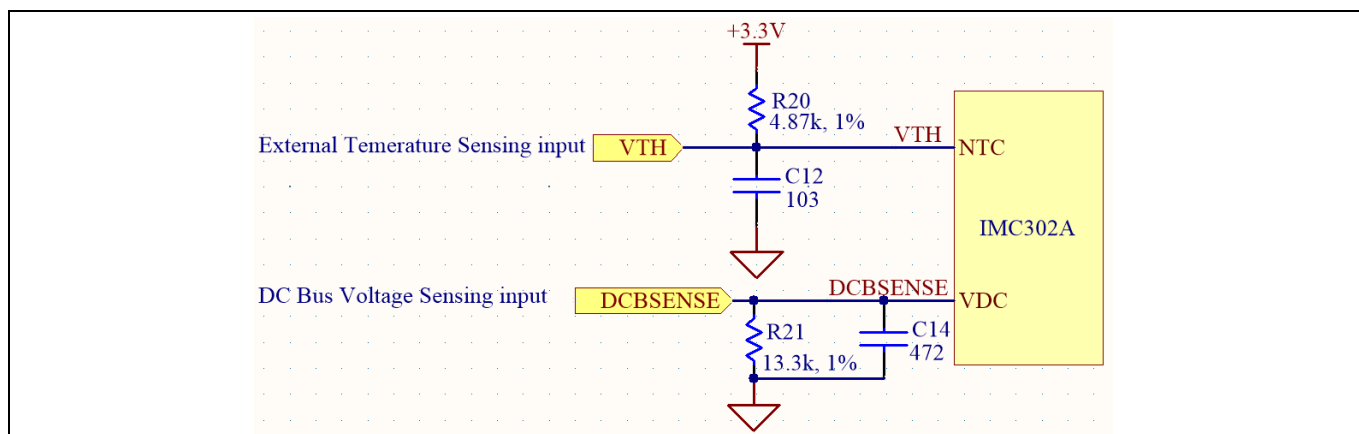 +3.3V
R20
4.87k, 1%
External Temerature Sensing input
VTH
VTH
NTC
C12
103
IMC302A
DC Bus Voltage Sensing input
DCBSENSE
DCBSENSE
VDC
R21
13.3k, 1%
C14
472